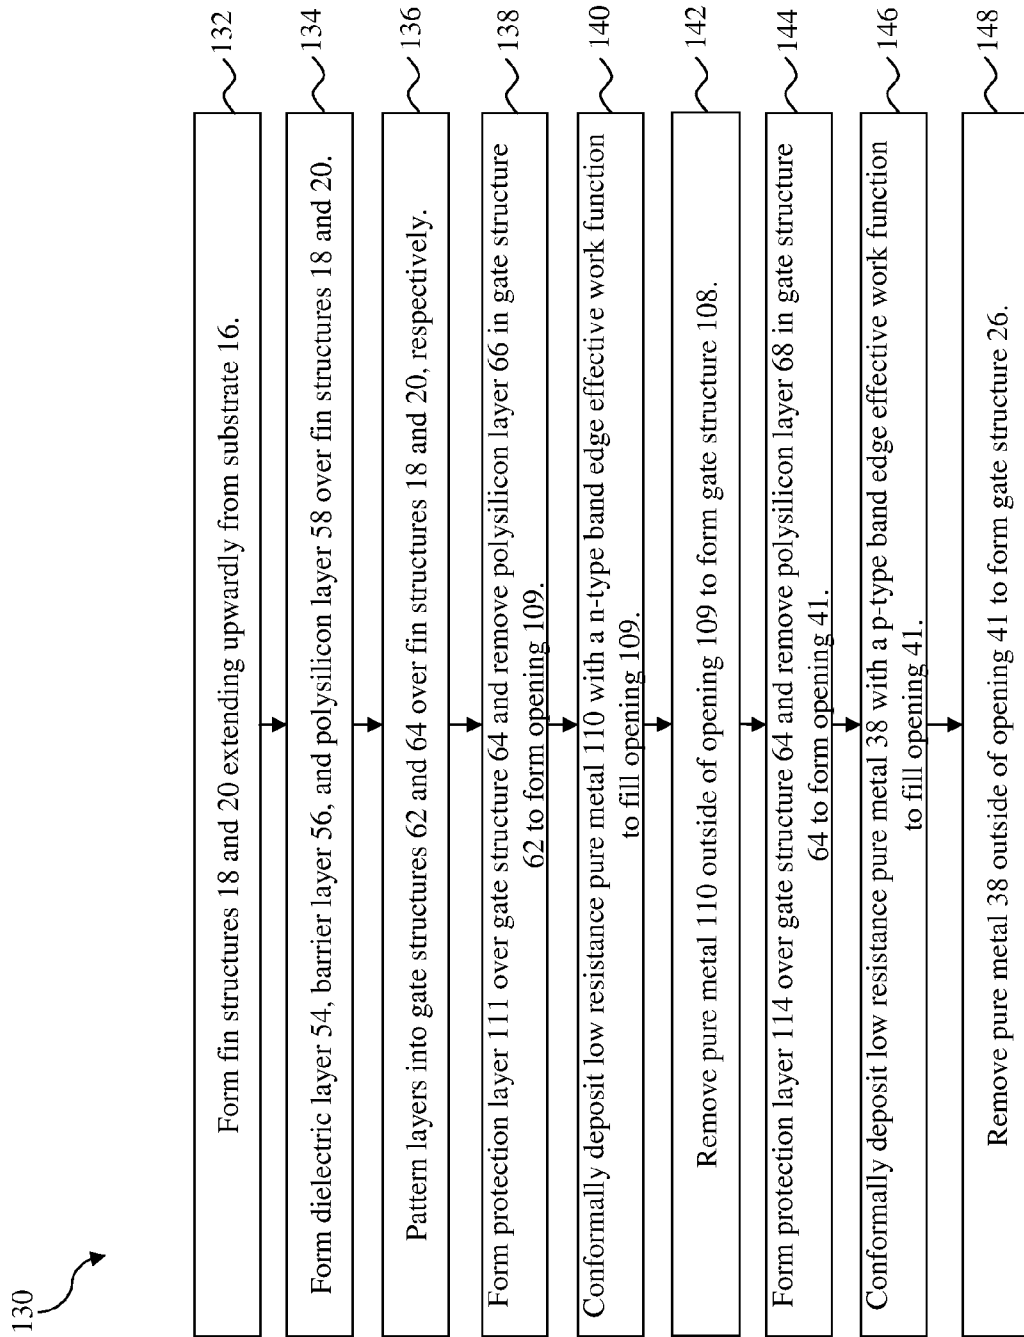 130
Form fin structures 18 and 20 extending upwardly from substrate 16.
132
Form dielectric layer 54, barrier layer 56, and polysilicon layer 58 over fin structures 18 and 20.
134
Pattern layers into gate structures 62 and 64 over fin structures 18 and 20, respectively.
136
Form protection layer 111 over gate structure 64 and remove polysilicon layer 66 in gate structure
62 to form opening 109.
138
Conformally deposit low resistance pure metal 110 with a n-type band edge effective work function
to fill opening 109.
140
Remove pure metal 110 outside of opening 109 to form gate structure 108.
142
Form protection layer 114 over gate structure 64 and remove polysilicon layer 68 in gate structure
64 to form opening 41.
144
Conformally deposit low resistance pure metal 38 with a p-type band edge effective work function
to fill opening 41.
146
Remove pure metal 38 outside of opening 41 to form gate structure 26.
148